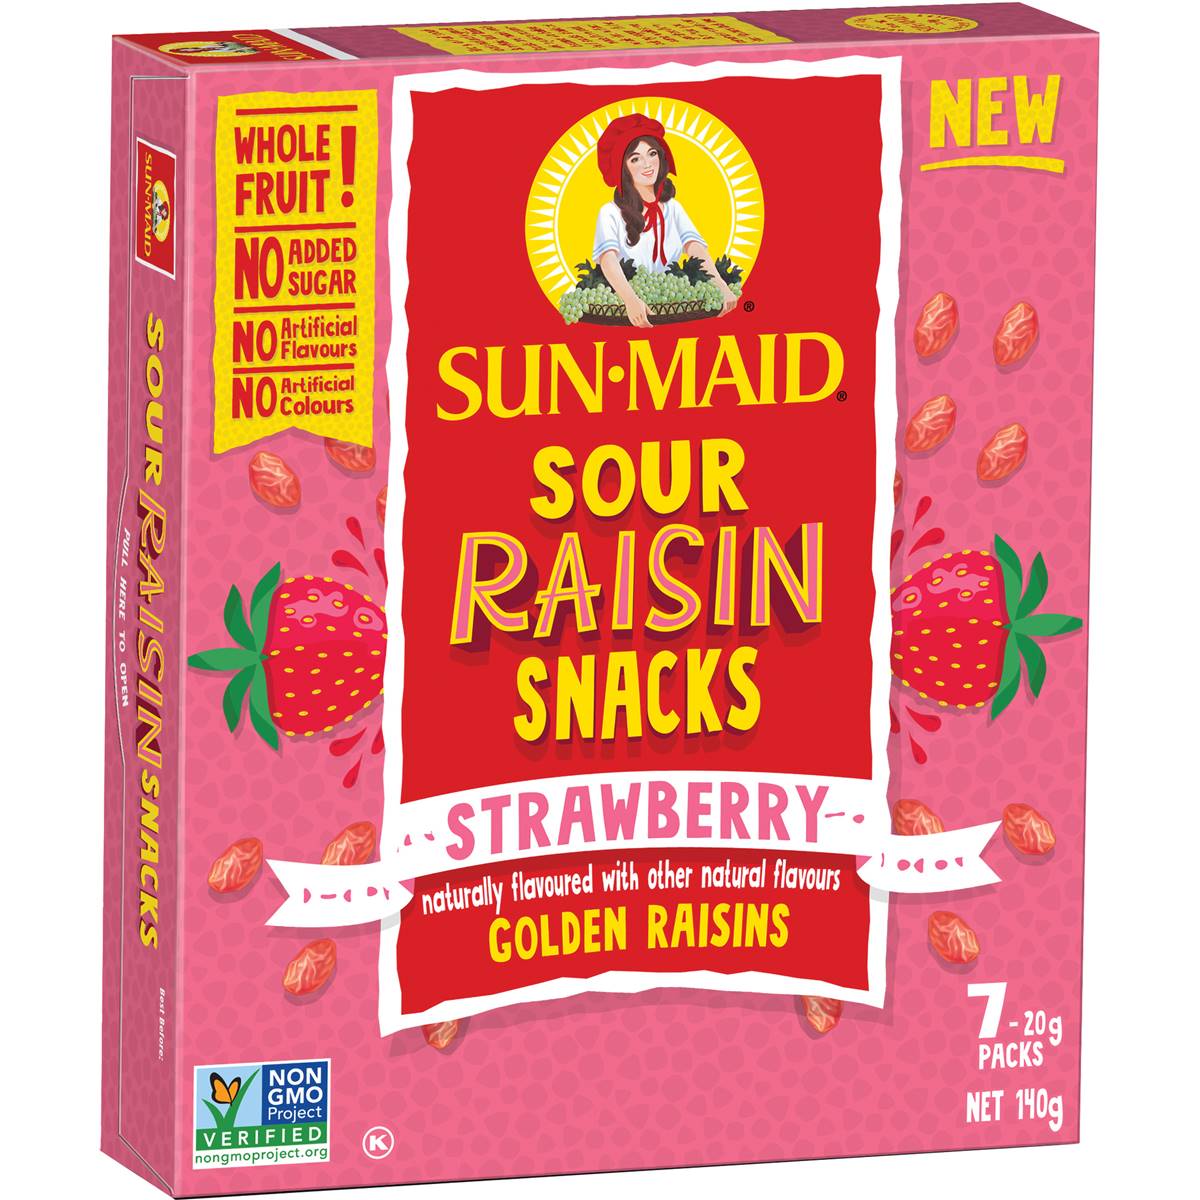 WHOLE
FRUIT!
NO ADDED
SUGAR
NO Artificial
Flavours
NO Artificial
Colours
NEW
SUN•MAID®
SOUR
RAISIN
SNACKS
STRAWBERRY
naturally flavoured with other natural flavours
GOLDEN RAISINS
7-20g
PACKS
NET 140g
NON
GMO
Project
VERIFIED
nongmoproject.org
K
SUN•MAID
SOUR RAISIN SNACKS
PULL HERE TO OPEN
Best Before: